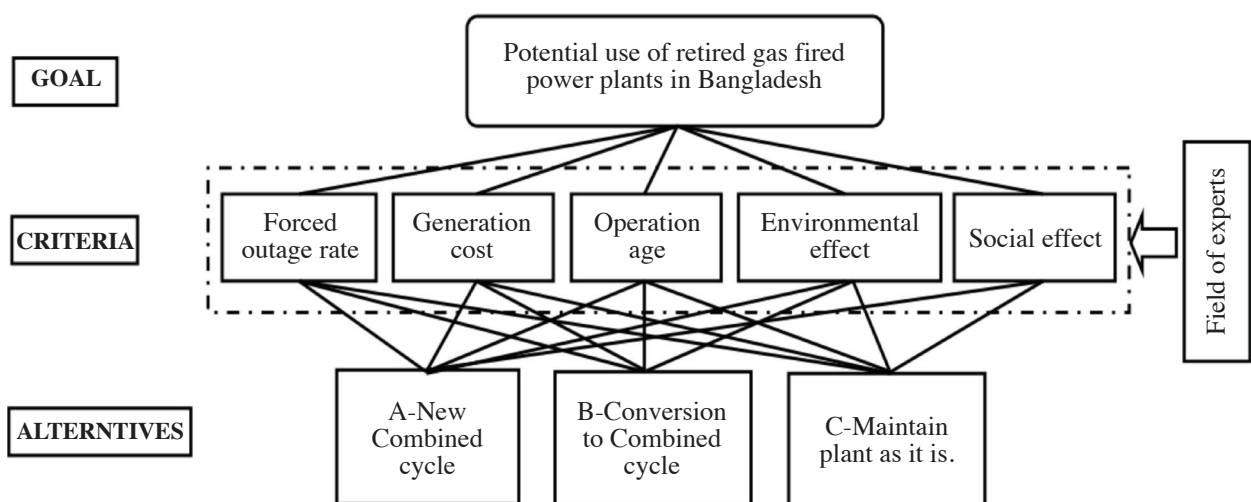 GOAL
Potential use of retired gas fired
power plants in Bangladesh
CRITERIA
Forced
outage rate
Generation
cost
Operation
age
Environmental
effect
Social effect
Field of experts
ALTERNTIVES
A-New
Combined
cycle
B-Conversion
to Combined
cycle
C-Maintain
plant as it is.